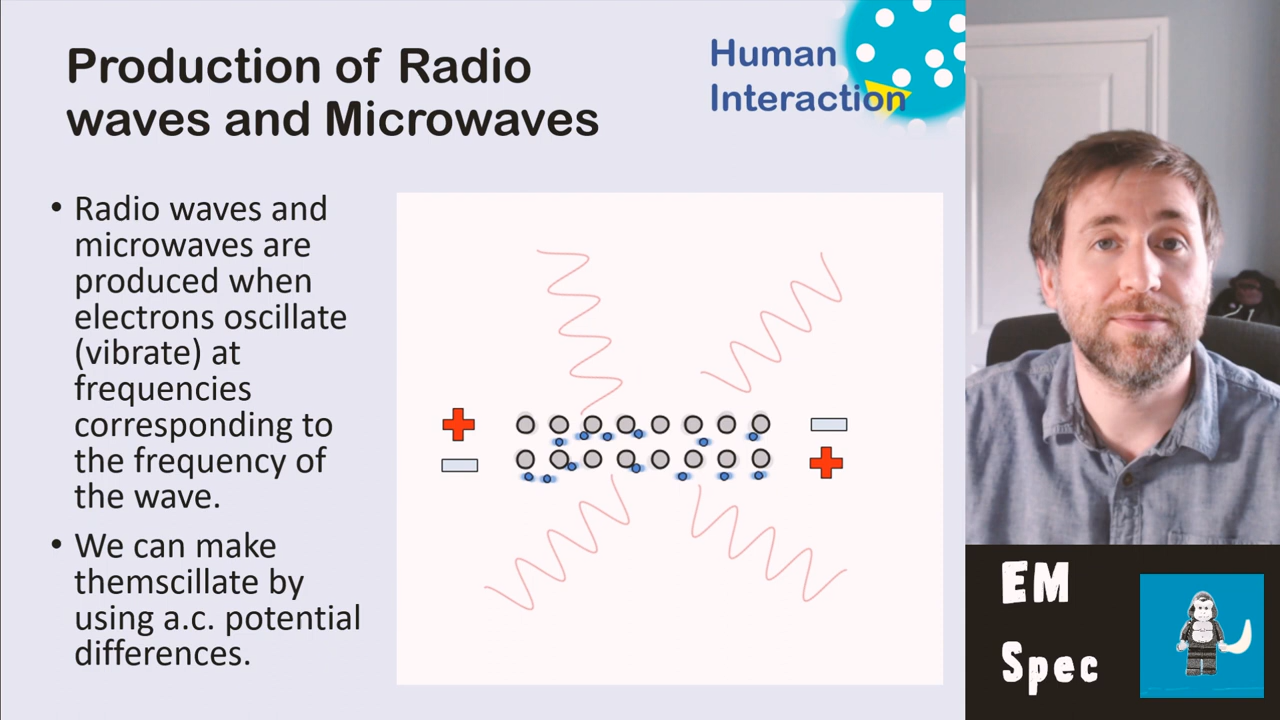 Production of Radio
waves and Microwaves
Human
Interaction
• Radio waves and
microwaves are
produced when
electrons oscillate
(vibrate) at
frequencies
corresponding to
the frequency of
the wave.
• We can make
themscillate by
using a.c. potential
differences.
EM
Spec